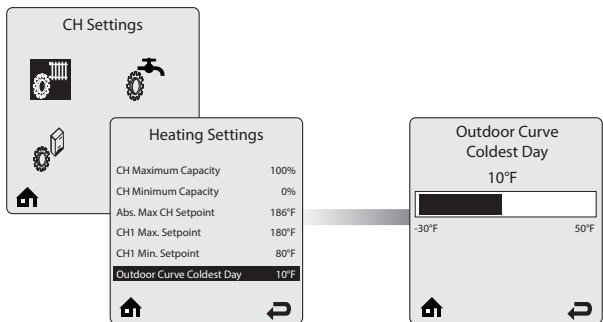 CH Settings
Heating Settings
CH Maximum Capacity 100%
CH Minimum Capacity 0%
Abs. Max CH Setpoint 186°F
CH1 Max. Setpoint 180°F
CH1 Min. Setpoint 80°F
Outdoor Curve Coldest Day 10°F
Outdoor Curve
Coldest Day
10°F
-30°F 50°F